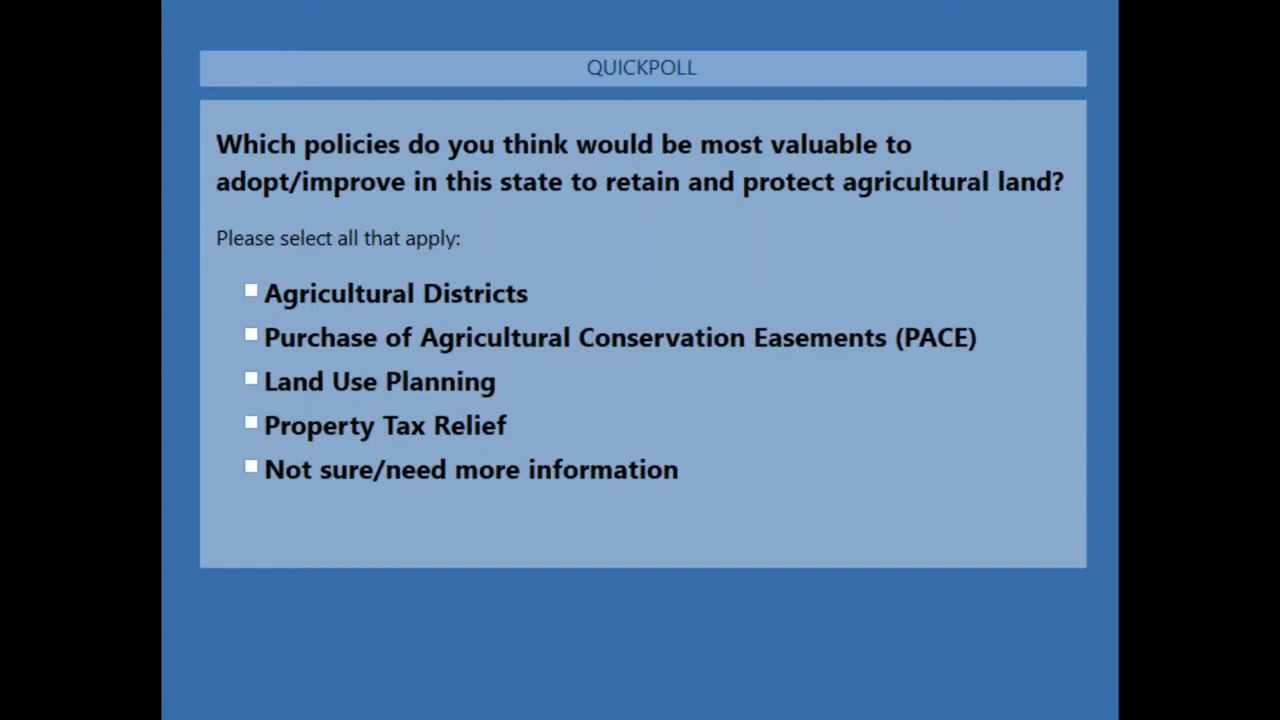 QUICKPOLL
Which policies do you think would be most valuable to
adopt/improve in this state to retain and protect agricultural land?
Please select all that apply:
Agricultural Districts
Purchase of Agricultural Conservation Easements (PACE)
Land Use Planning
Property Tax Relief
Not sure/need more information